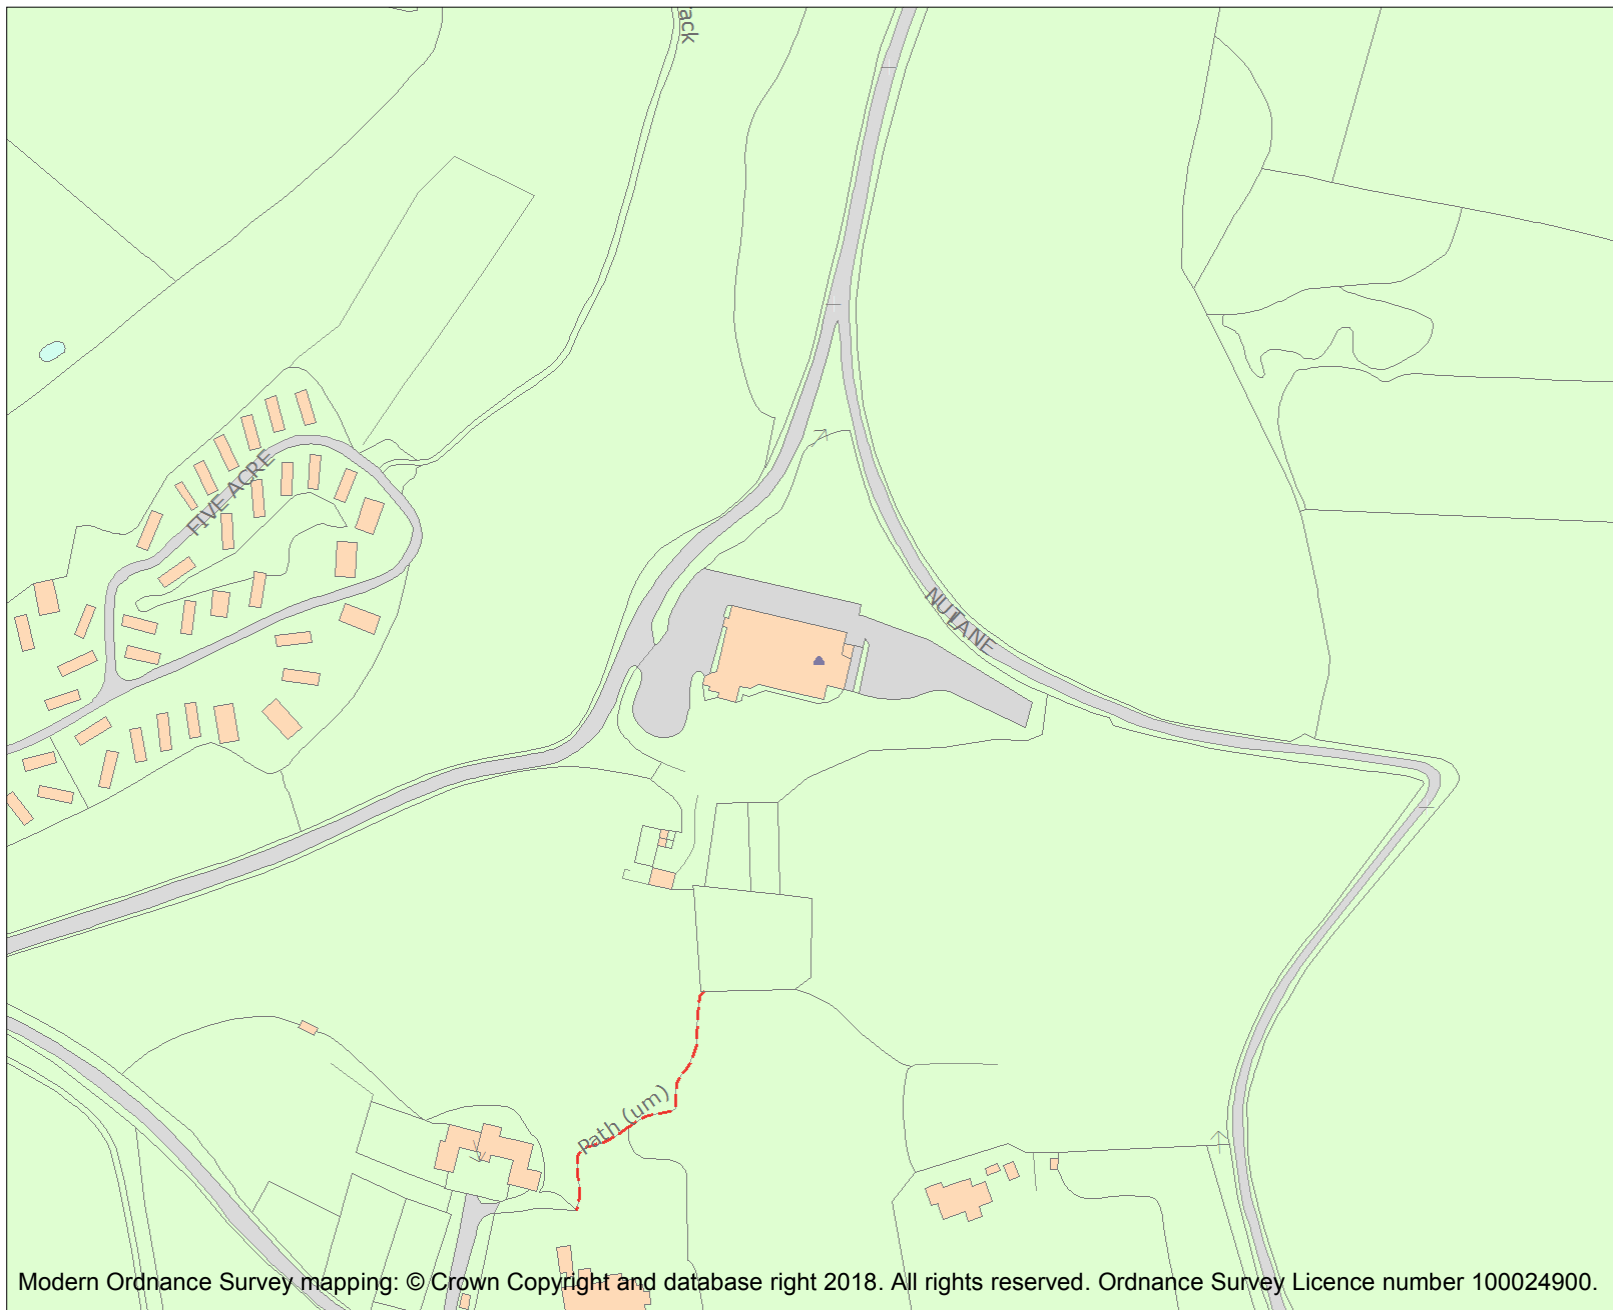 ack
FIVE ACRE
NU LANE
Path (um)
Modern Ordnance Survey mapping: © Crown Copyright and database right 2018. All rights reserved. Ordnance Survey Licence number 100024900.